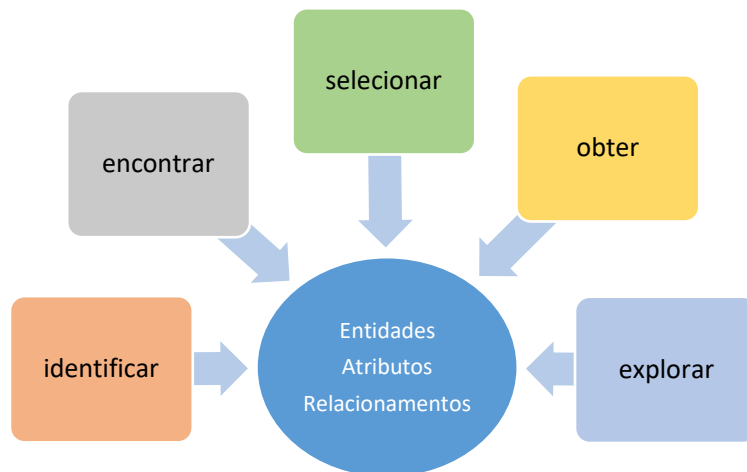 selecionar
obter
encontrar
identificar
Entidades
Atributos
Relacionamentos
explorar